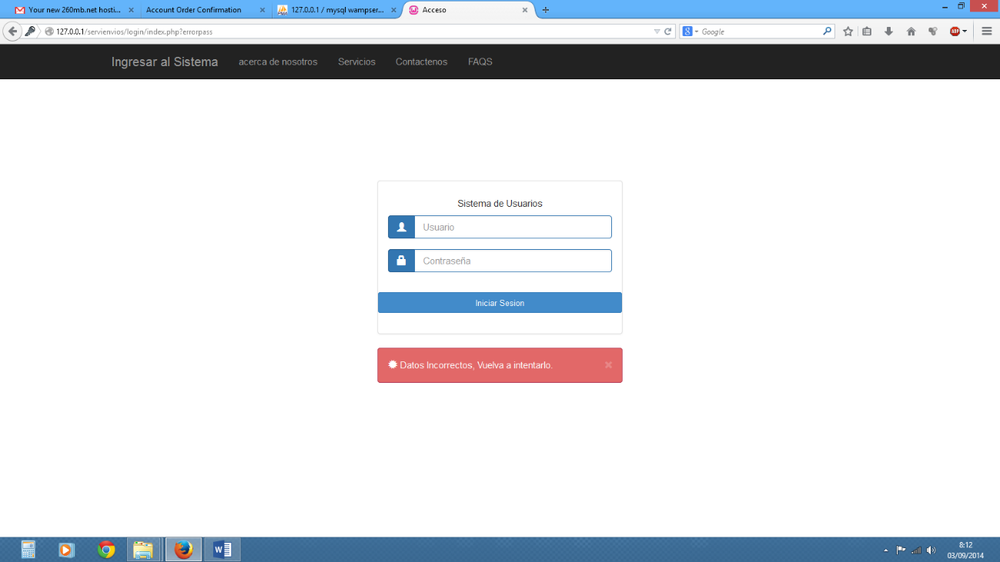 Your new 260mb.net hosti...
Account Order Confirmation
127.0.0.1 / mysql wampser...
Acceso
127.0.0.1/servienvios/login/index.php?errorpass
Google
Ingresar al Sistema
acerca de nosotros
Servicios
Contactenos
FAQS
Sistema de Usuarios
Usuario
Contraseña
Iniciar Sesion
Datos Incorrectos, Vuelva a intentarlo.
8:12
03/09/2014